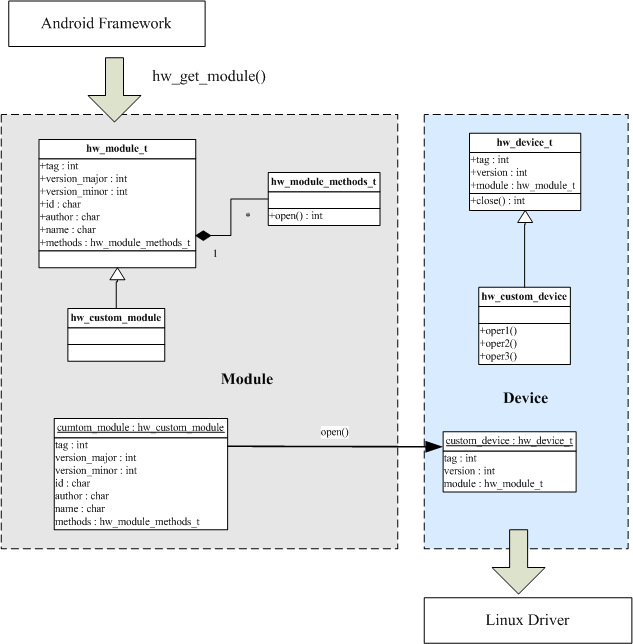 Android Framework
hw_get_module()
hw_module_t
+tag : int
+version_major : int
+version_minor : int
+id : char
+author : char
+name : char
+methods : hw_module_methods_t
hw_module_methods_t
+open() : int
*
1
hw_custom_module
Module
cumtom_module : hw_custom_module
tag : int
version_major : int
version_minor : int
id : char
author : char
name : char
methods : hw_module_methods_t
open()
hw_device_t
+tag : int
+version : int
+module : hw_module_t
+close() : int
hw_custom_device
+oper1()
+oper2()
+oper3()
Device
custom_device : hw_device_t
tag : int
version : int
module : hw_module_t
Linux Driver